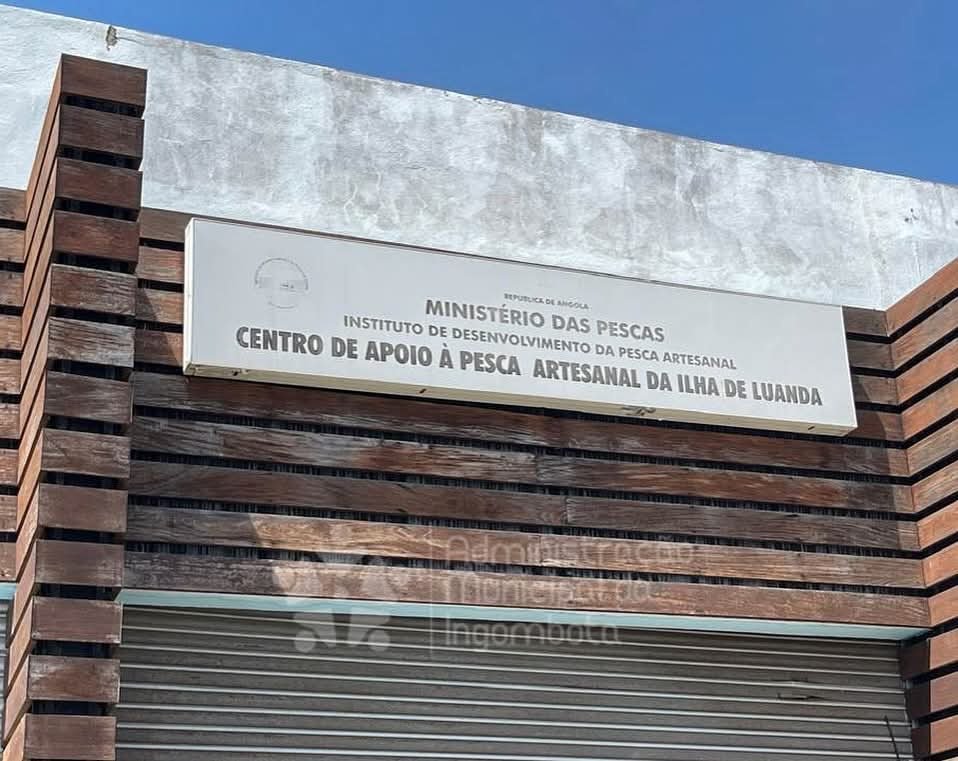 REPUBLICA DE ANGOLA
MINISTÉRIO DAS PESCAS
INSTITUTO DE DESENVOLVIMENTO DA PESCA ARTESANAL
CENTRO DE APOIO À PESCA ARTESANAL DA ILHA DE LUANDA
Administração
Municipal da
Ingombota